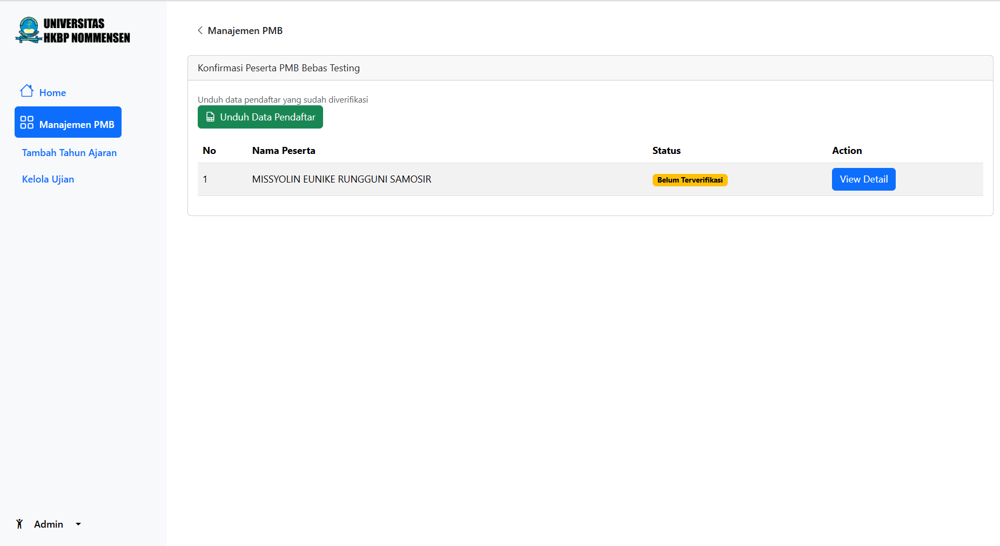 UNIVERSITAS
HKBP NOMMENSEN
Home
Manajemen PMB
Tambah Tahun Ajaran
Kelola Ujian
Admin
Manajemen PMB
Konfirmasi Peserta PMB Bebas Testing
Unduh data pendaftar yang sudah diverifikasi
Unduh Data Pendaftar
No Nama Peserta Status Action
1 MISSYOLIN EUNIKE RUNGGUNI SAMOSIR Belum Terverifikasi View Detail